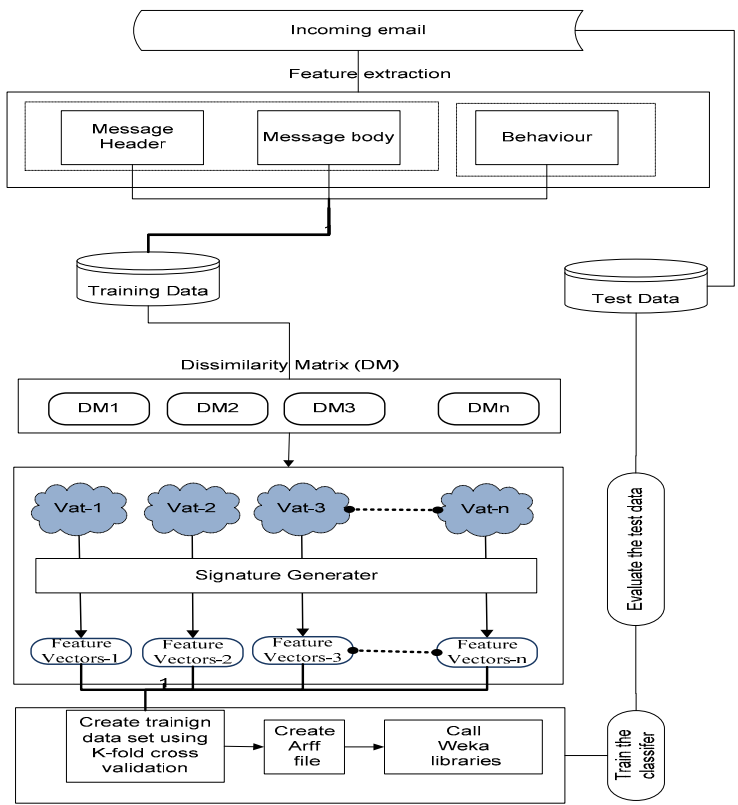 Incoming email
Feature extraction
Message
Header
Message body
Behaviour
1
Training Data
Test Data
Dissimilarity Matrix (DM)
DM1
DM2
DM3
DMn
Vat-1
Vat-2
Vat-3
Vat-n
Signature Generater
Feature
Vectors-1
Feature
Vectors-2
Feature
Vectors-3
Feature
Vectors-n
1
Create trainign
data set using
K-fold cross
validation
Create
Arff
file
Call
Weka
libraries
Evaluate the test data
Train the
classifer